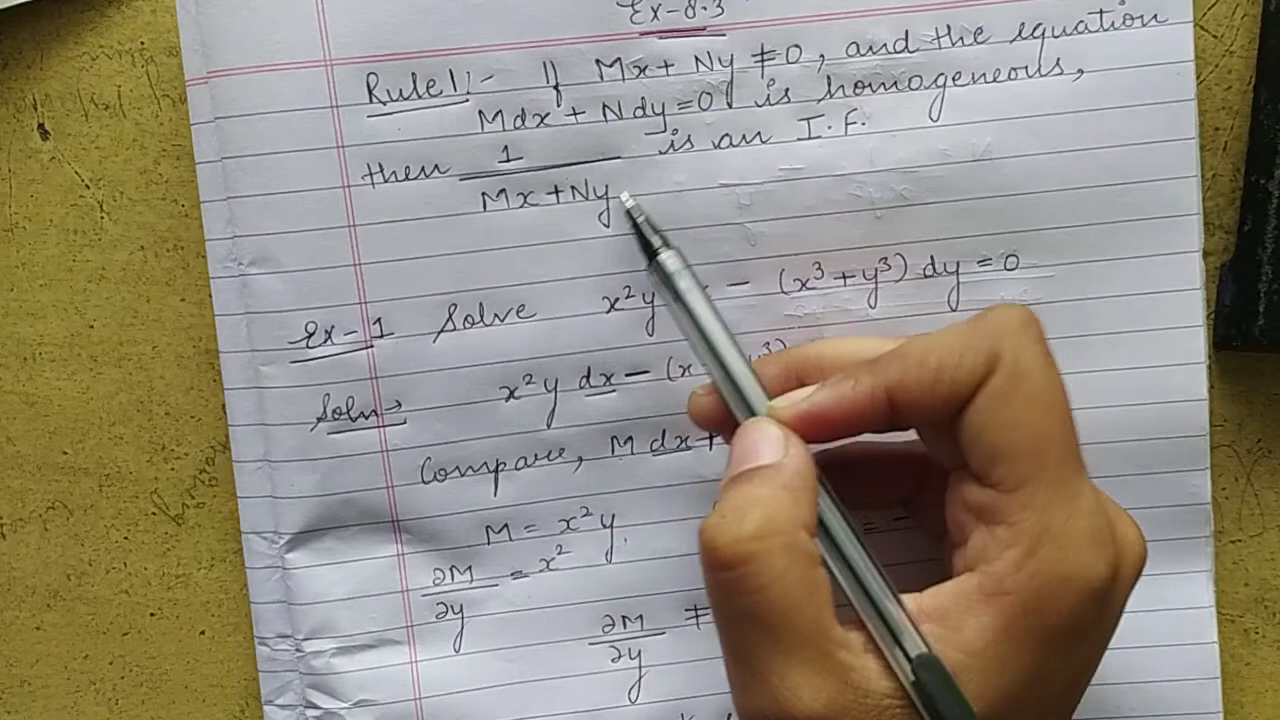 Ex-8.3
Rule 1:- If Mx + Ny ≠ 0, and the equation
Mdx + Ndy = 0 is homogeneous,
then 1/(Mx + Ny) is an I.F.
Ex-1 Solve x²y - (x³+y³) dy = 0
Soln→ x²y dx - (x y³)
Compare, M dx +
M = x²y,
∂M/∂y = x²
∂M/∂y ≠